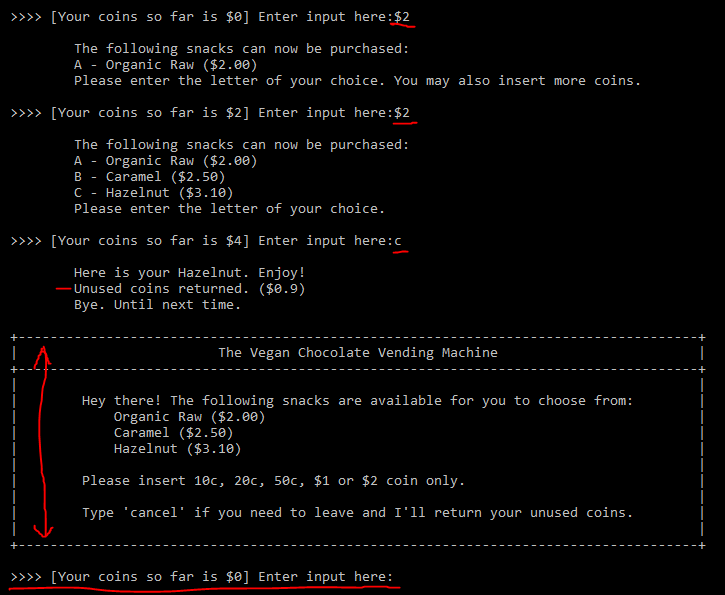 >>>> [Your coins so far is $0] Enter input here:$2
The following snacks can now be purchased:
A - Organic Raw ($2.00)
Please enter the letter of your choice. You may also insert more coins.
>>>> [Your coins so far is $2] Enter input here:$2
The following snacks can now be purchased:
A - Organic Raw ($2.00)
B - Caramel ($2.50)
C - Hazelnut ($3.10)
Please enter the letter of your choice.
>>>> [Your coins so far is $4] Enter input here:c
Here is your Hazelnut. Enjoy!
Unused coins returned. ($0.9)
Bye. Until next time.
The Vegan Chocolate Vending Machine
Hey there! The following snacks are available for you to choose from:
Organic Raw ($2.00)
Caramel ($2.50)
Hazelnut ($3.10)
Please insert 10c, 20c, 50c, $1 or $2 coin only.
Type 'cancel' if you need to leave and I'll return your unused coins.
>>>> [Your coins so far is $0] Enter input here: